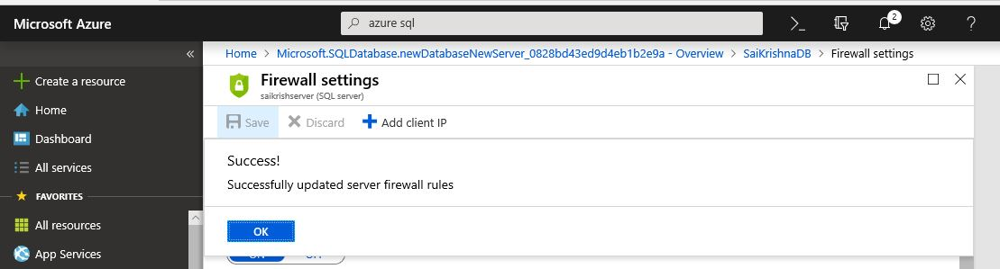 Microsoft Azure
azure sql
2
«
Create a resource
Home
Dashboard
All services
FAVORITES
All resources
App Services
Home > Microsoft.SQLDatabase.newDatabaseNewServer_0828bd43ed9d4eb1b2e9a - Overview > SaiKrishnaDB > Firewall settings
Firewall settings
saikrishserver (SQL server)
Save Discard Add client IP
Success!
Successfully updated server firewall rules
OK
ON OFF